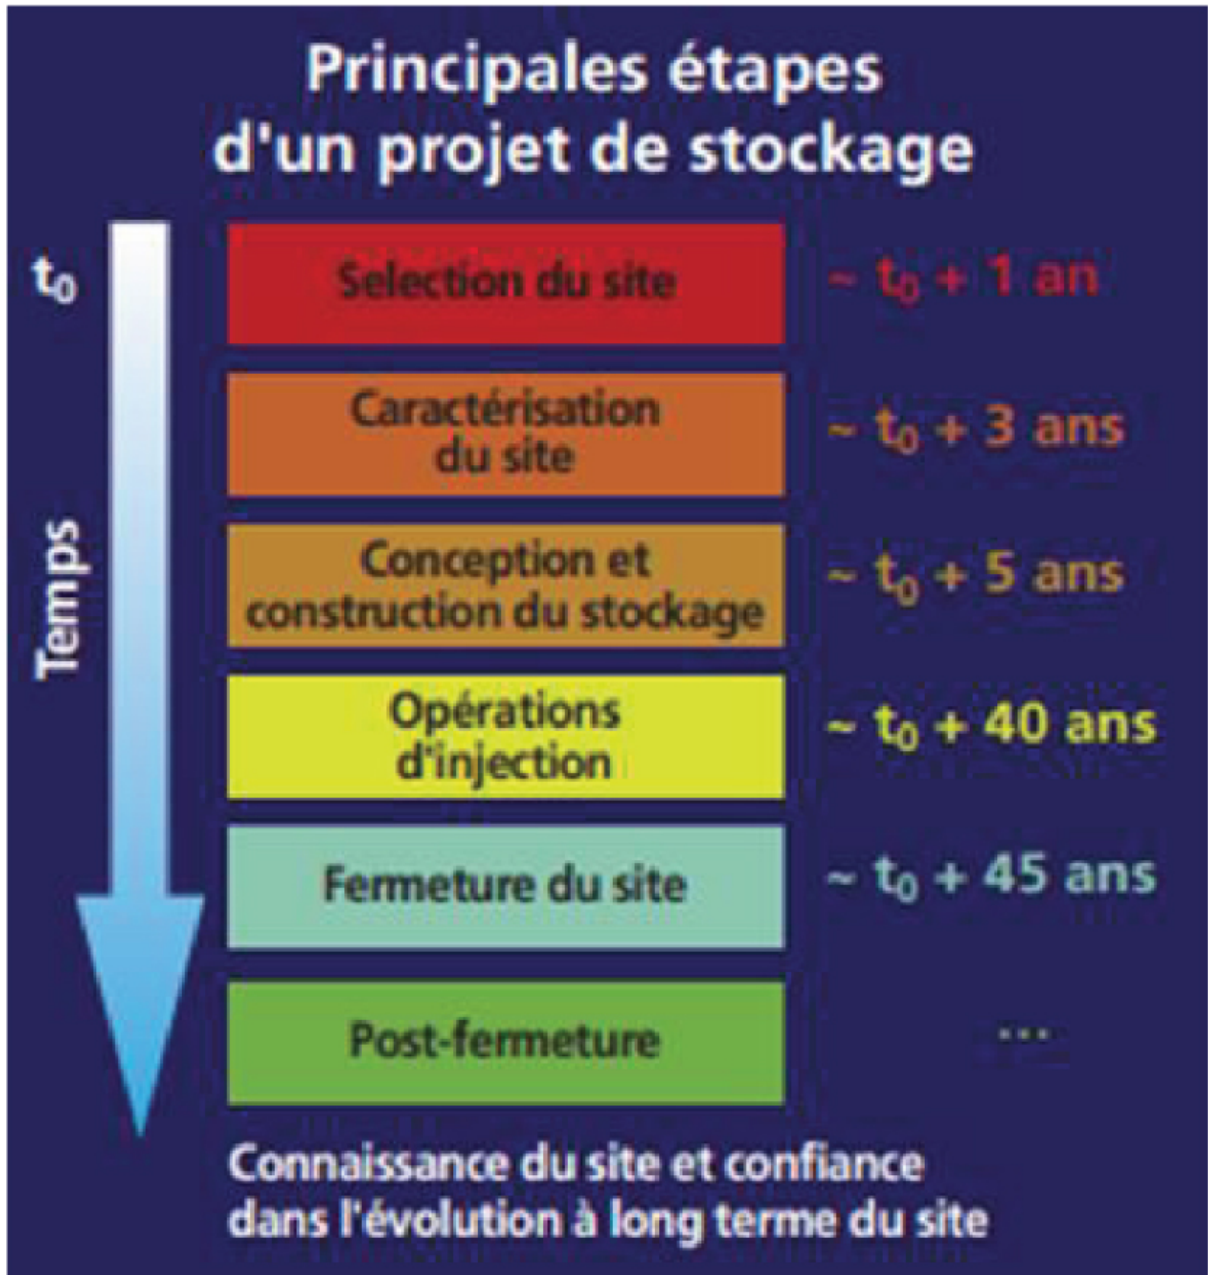 Principales étapes
d'un projet de stockage
t₀
Selection du site
~ t₀ + 1 an
Caractérisation
du site
~ t₀ + 3 ans
Conception et
construction du stockage
~ t₀ + 5 ans
Temps
Opérations
d'injection
~ t₀ + 40 ans
Fermeture du site
~ t₀ + 45 ans
Post-fermeture
...
Connaissance du site et confiance
dans l'évolution à long terme du site